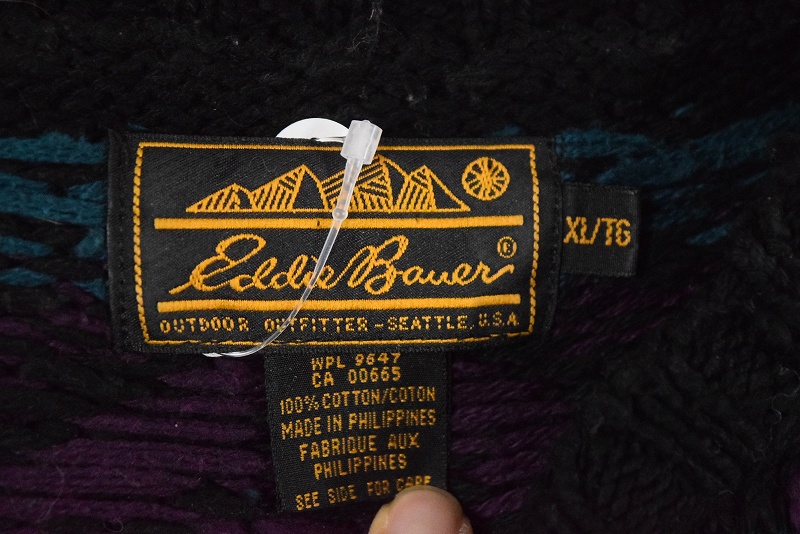 Eddie Bauer®
OUTDOOR OUTFITTER - SEATTLE, U.S.A.
XL/TG
WPL 9647
CA 00665
100% COTTON/COTON
MADE IN PHILIPPINES
FABRIQUE AUX
PHILIPPINES
SEE SIDE FOR CARE